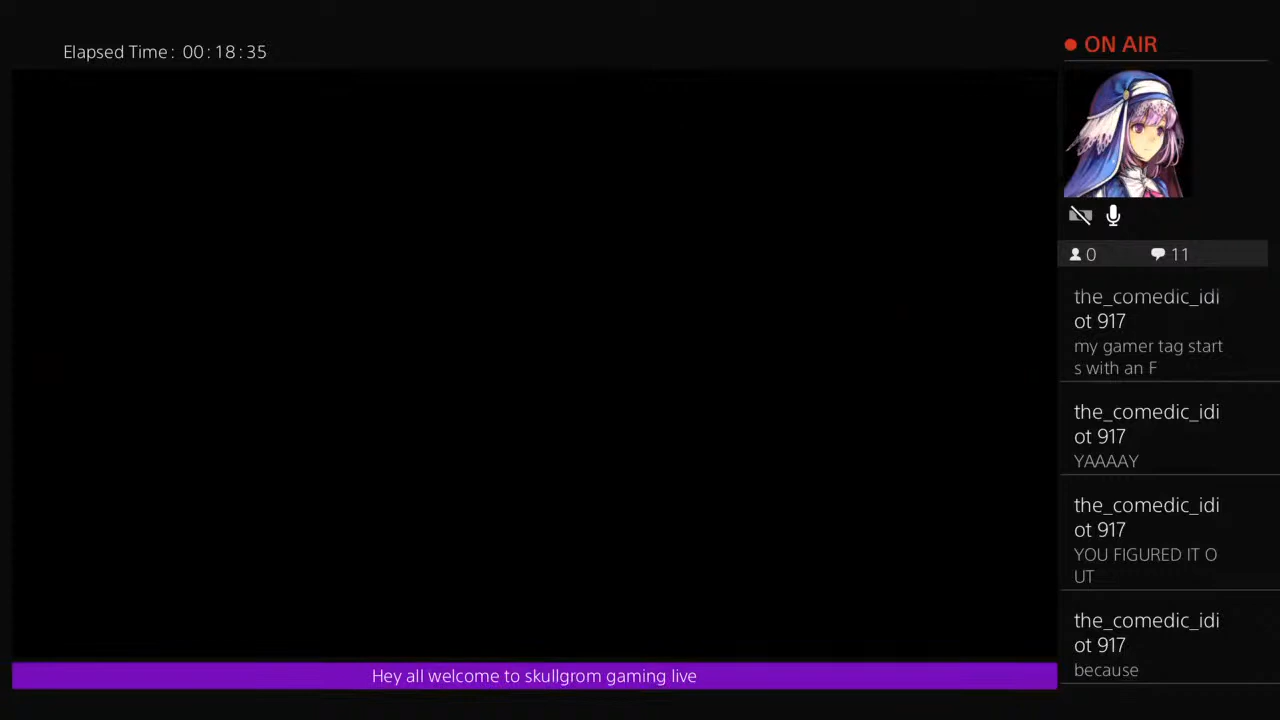 Elapsed Time: 00:18:35
ON AIR
0 11
the_comedic_idi
ot 917
my gamer tag start
s with an F
the_comedic_idi
ot 917
YAAAAY
the_comedic_idi
ot 917
YOU FIGURED IT O
UT
the_comedic_idi
ot 917
because
Hey all welcome to skullgrom gaming live